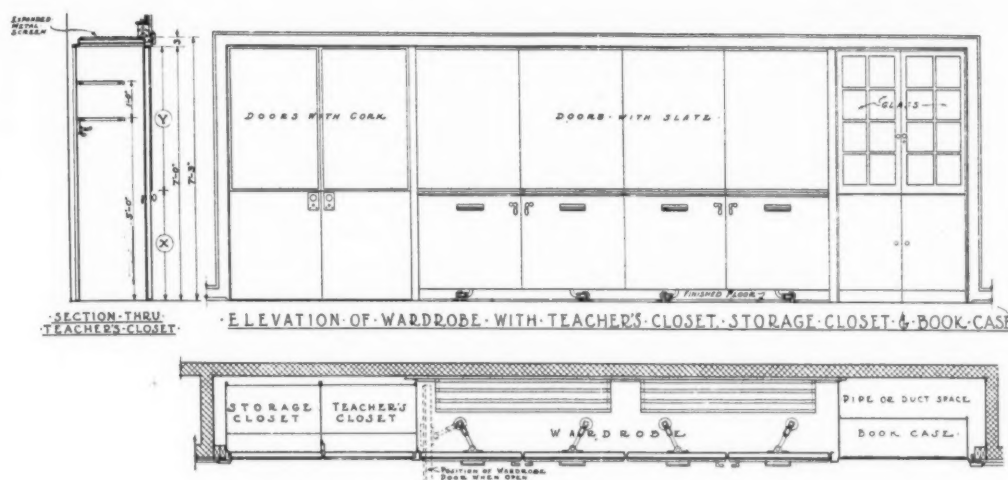 EXPANDED
METAL
SCREEN
3"
1'-0"
Y
7'-0"
7'-3"
5'-0"
X
DOORS WITH CORK
DOORS WITH SLATE
GLASS
FINISHED FLOOR
SECTION THRU
TEACHER'S CLOSET
ELEVATION OF WARDROBE WITH TEACHER'S CLOSET, STORAGE CLOSET & BOOK CASE
STORAGE
CLOSET
TEACHER'S
CLOSET
WARDROBE
PIPE OR DUCT SPACE
BOOK CASE
POSITION OF WARDROBE
DOOR WHEN OPEN